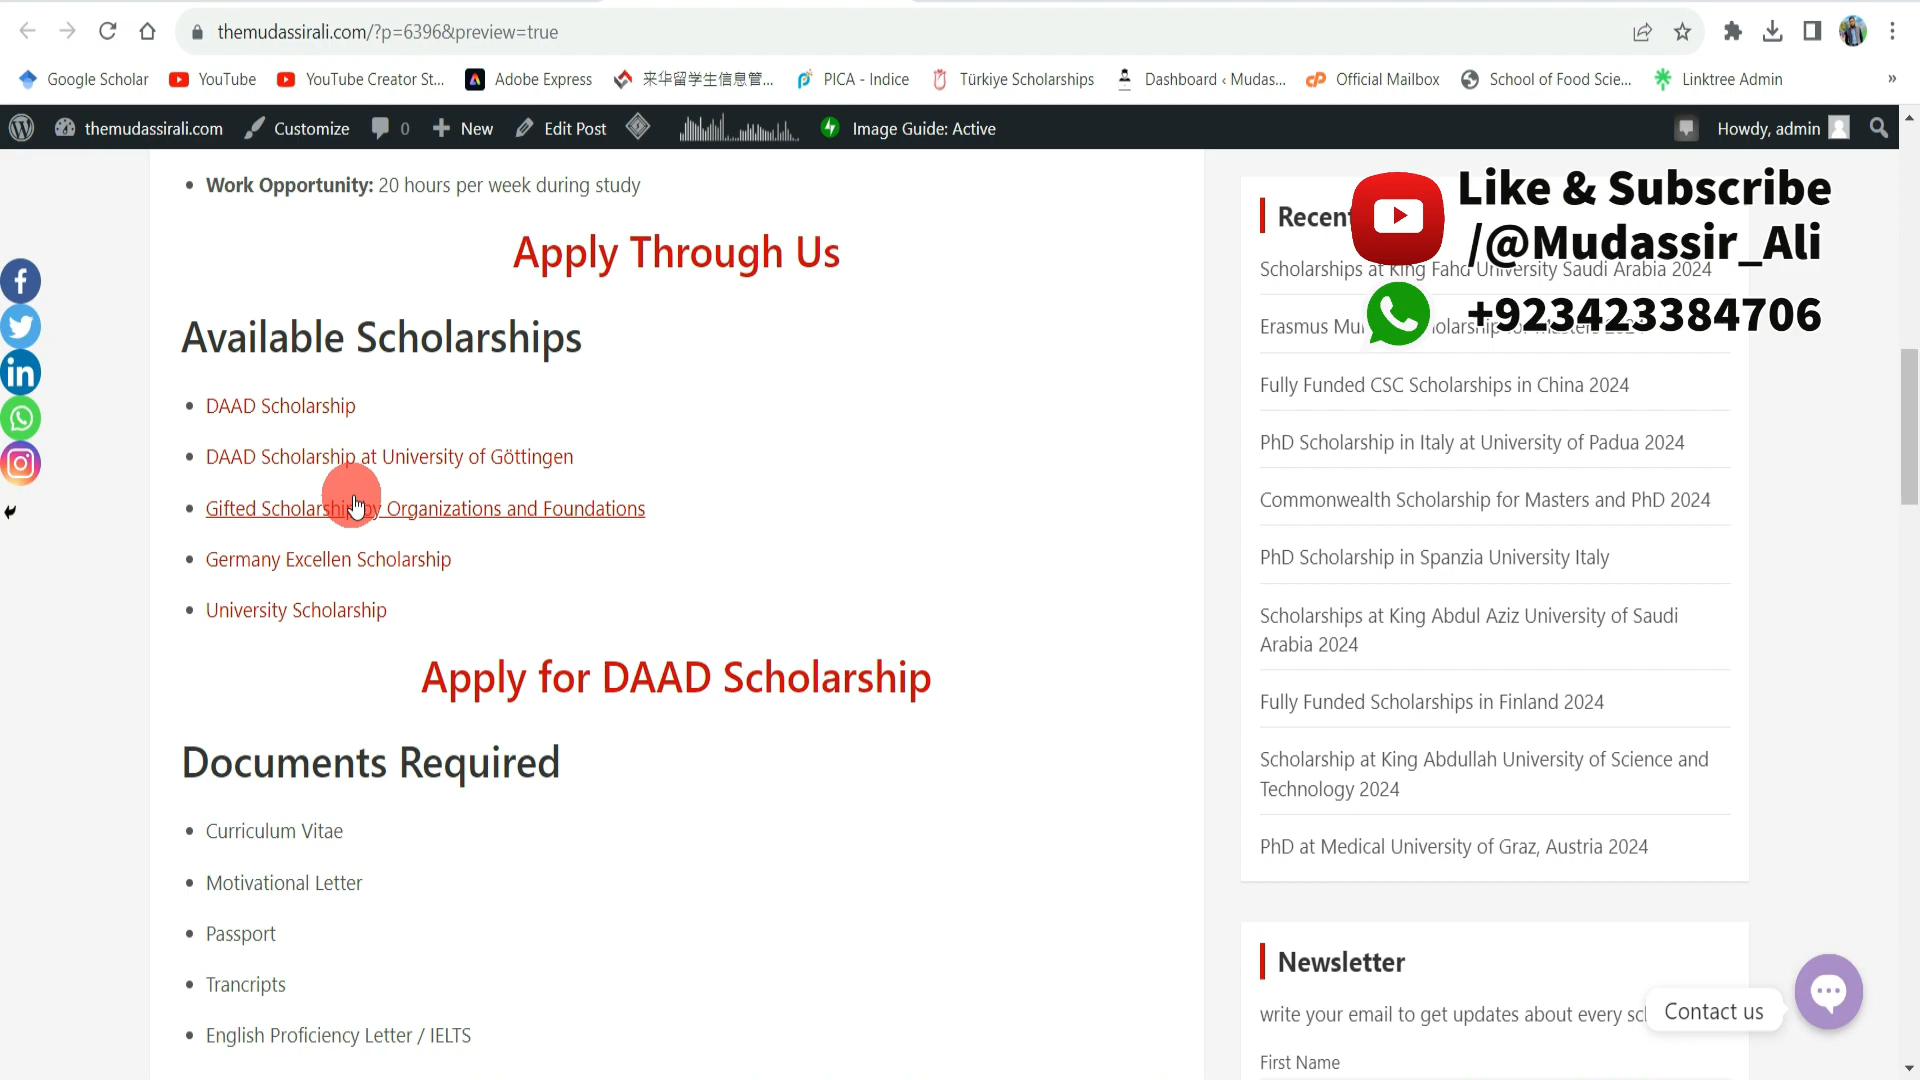 themudassirali.com/?p=6396&preview=true
Google Scholar YouTube YouTube Creator St... Adobe Express 来华留学生信息管... PICA - Indice Türkiye Scholarships Dashboard ‹ Mudas... Official Mailbox School of Food Scie... Linktree Admin »
themudassirali.com Customize 0 New Edit Post Image Guide: Active Howdy, admin
Work Opportunity: 20 hours per week during study
Apply Through Us
Available Scholarships
DAAD Scholarship
DAAD Scholarship at University of Göttingen
Gifted Scholarship by Organizations and Foundations
Germany Excellen Scholarship
University Scholarship
Apply for DAAD Scholarship
Documents Required
Curriculum Vitae
Motivational Letter
Passport
Trancripts
English Proficiency Letter / IELTS
Like & Subscribe
/@Mudassir_Ali
+923423384706
Recent
Scholarships at King Fahd University Saudi Arabia 2024
Erasmus
Fully Funded CSC Scholarships in China 2024
PhD Scholarship in Italy at University of Padua 2024
Commonwealth Scholarship for Masters and PhD 2024
PhD Scholarship in Spanzia University Italy
Scholarships at King Abdul Aziz University of Saudi
Arabia 2024
Fully Funded Scholarships in Finland 2024
Scholarship at King Abdullah University of Science and
Technology 2024
PhD at Medical University of Graz, Austria 2024
Newsletter
write your email to get updates about every
Contact us
First Name